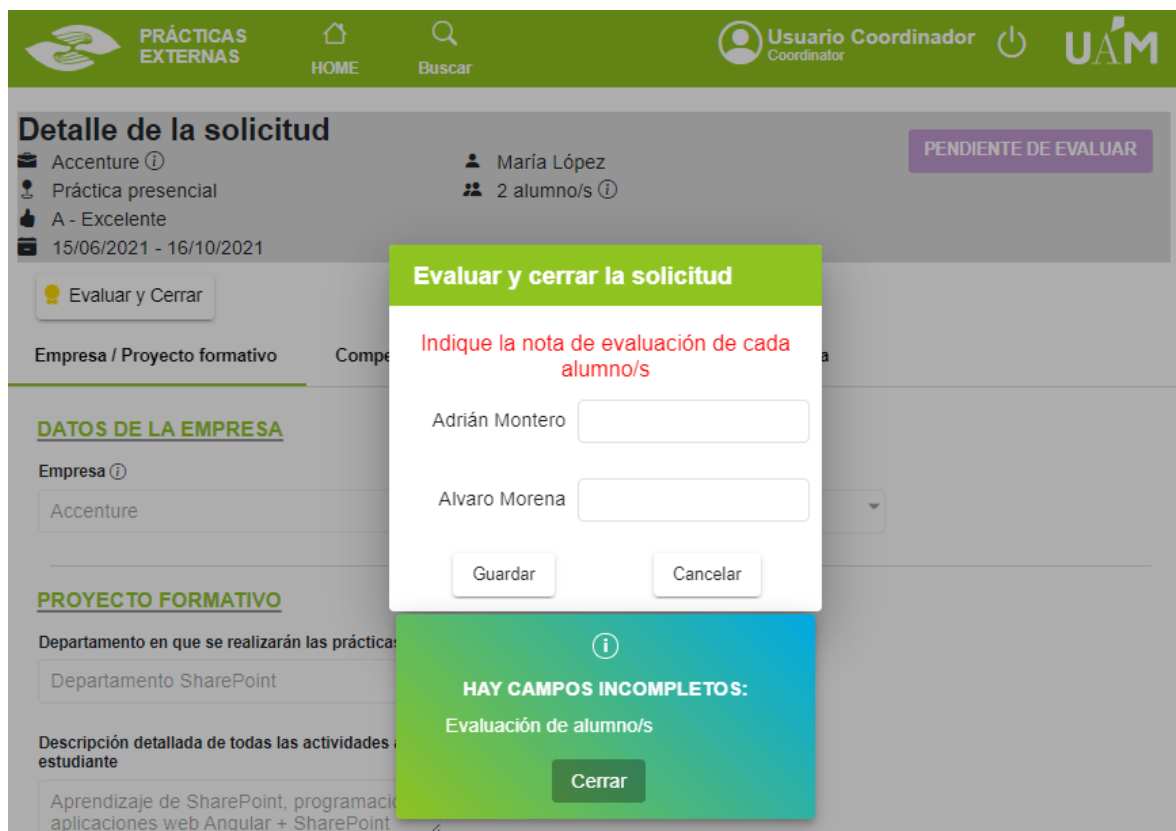 PRÁCTICAS
EXTERNAS
HOME
Buscar
Usuario Coordinador
Coordinator
UAM
Detalle de la solicitud
PENDIENTE DE EVALUAR
Accenture
María López
Práctica presencial
2 alumno/s
A - Excelente
15/06/2021 - 16/10/2021
Evaluar y Cerrar
Empresa / Proyecto formativo
Compe
a
Evaluar y cerrar la solicitud
Indique la nota de evaluación de cada
alumno/s
Adrián Montero
Alvaro Morena
Guardar
Cancelar
DATOS DE LA EMPRESA
Empresa
Accenture
PROYECTO FORMATIVO
Departamento en que se realizarán las prácticas
Departamento SharePoint
Descripción detallada de todas las actividades a
estudiante
Aprendizaje de SharePoint, programació
aplicaciones web Angular + SharePoint
HAY CAMPOS INCOMPLETOS:
Evaluación de alumno/s
Cerrar